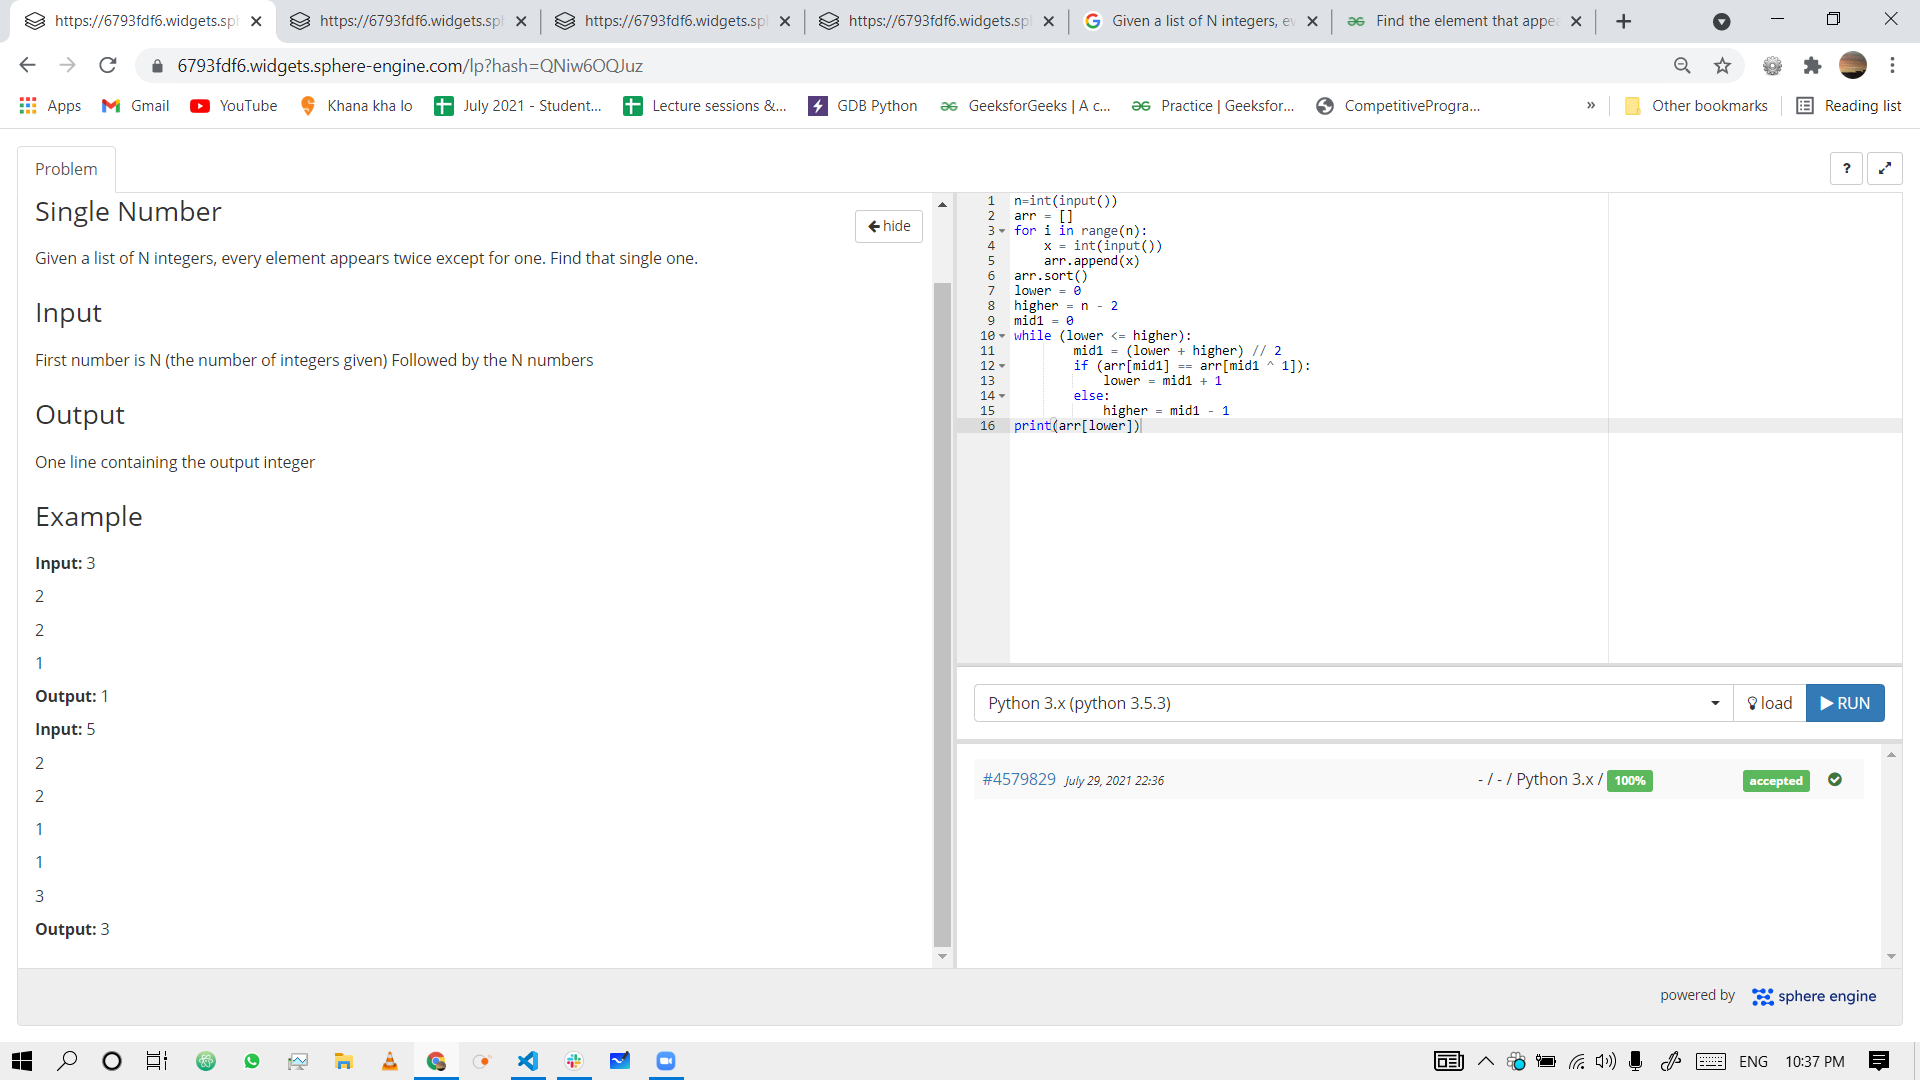 https://6793fdf6.widgets.sph
https://6793fdf6.widgets.sph
https://6793fdf6.widgets.sph
https://6793fdf6.widgets.sph
Given a list of N integers, ev
Find the element that appea
6793fdf6.widgets.sphere-engine.com/lp?hash=QNiw6OQJuz
Apps
Gmail
YouTube
Khana kha lo
July 2021 - Student...
Lecture sessions &...
GDB Python
GeeksforGeeks | A c...
Practice | Geeksfor...
CompetitiveProgra...
»
Other bookmarks
Reading list
Problem
?
Single Number
hide
Given a list of N integers, every element appears twice except for one. Find that single one.
Input
First number is N (the number of integers given) Followed by the N numbers
Output
One line containing the output integer
Example
Input: 3
2
2
1
Output: 1
Input: 5
2
2
1
1
3
Output: 3
1 n=int(input())
2 arr = []
3 for i in range(n):
4 x = int(input())
5 arr.append(x)
6 arr.sort()
7 lower = 0
8 higher = n - 2
9 mid1 = 0
10 while (lower <= higher):
11 mid1 = (lower + higher) // 2
12 if (arr[mid1] == arr[mid1 ^ 1]):
13 lower = mid1 + 1
14 else:
15 higher = mid1 - 1
16 print(arr[lower])
Python 3.x (python 3.5.3)
load
RUN
#4579829 July 29, 2021 22:36
- / - / Python 3.x / 100%
accepted
powered by sphere engine
ENG
10:37 PM